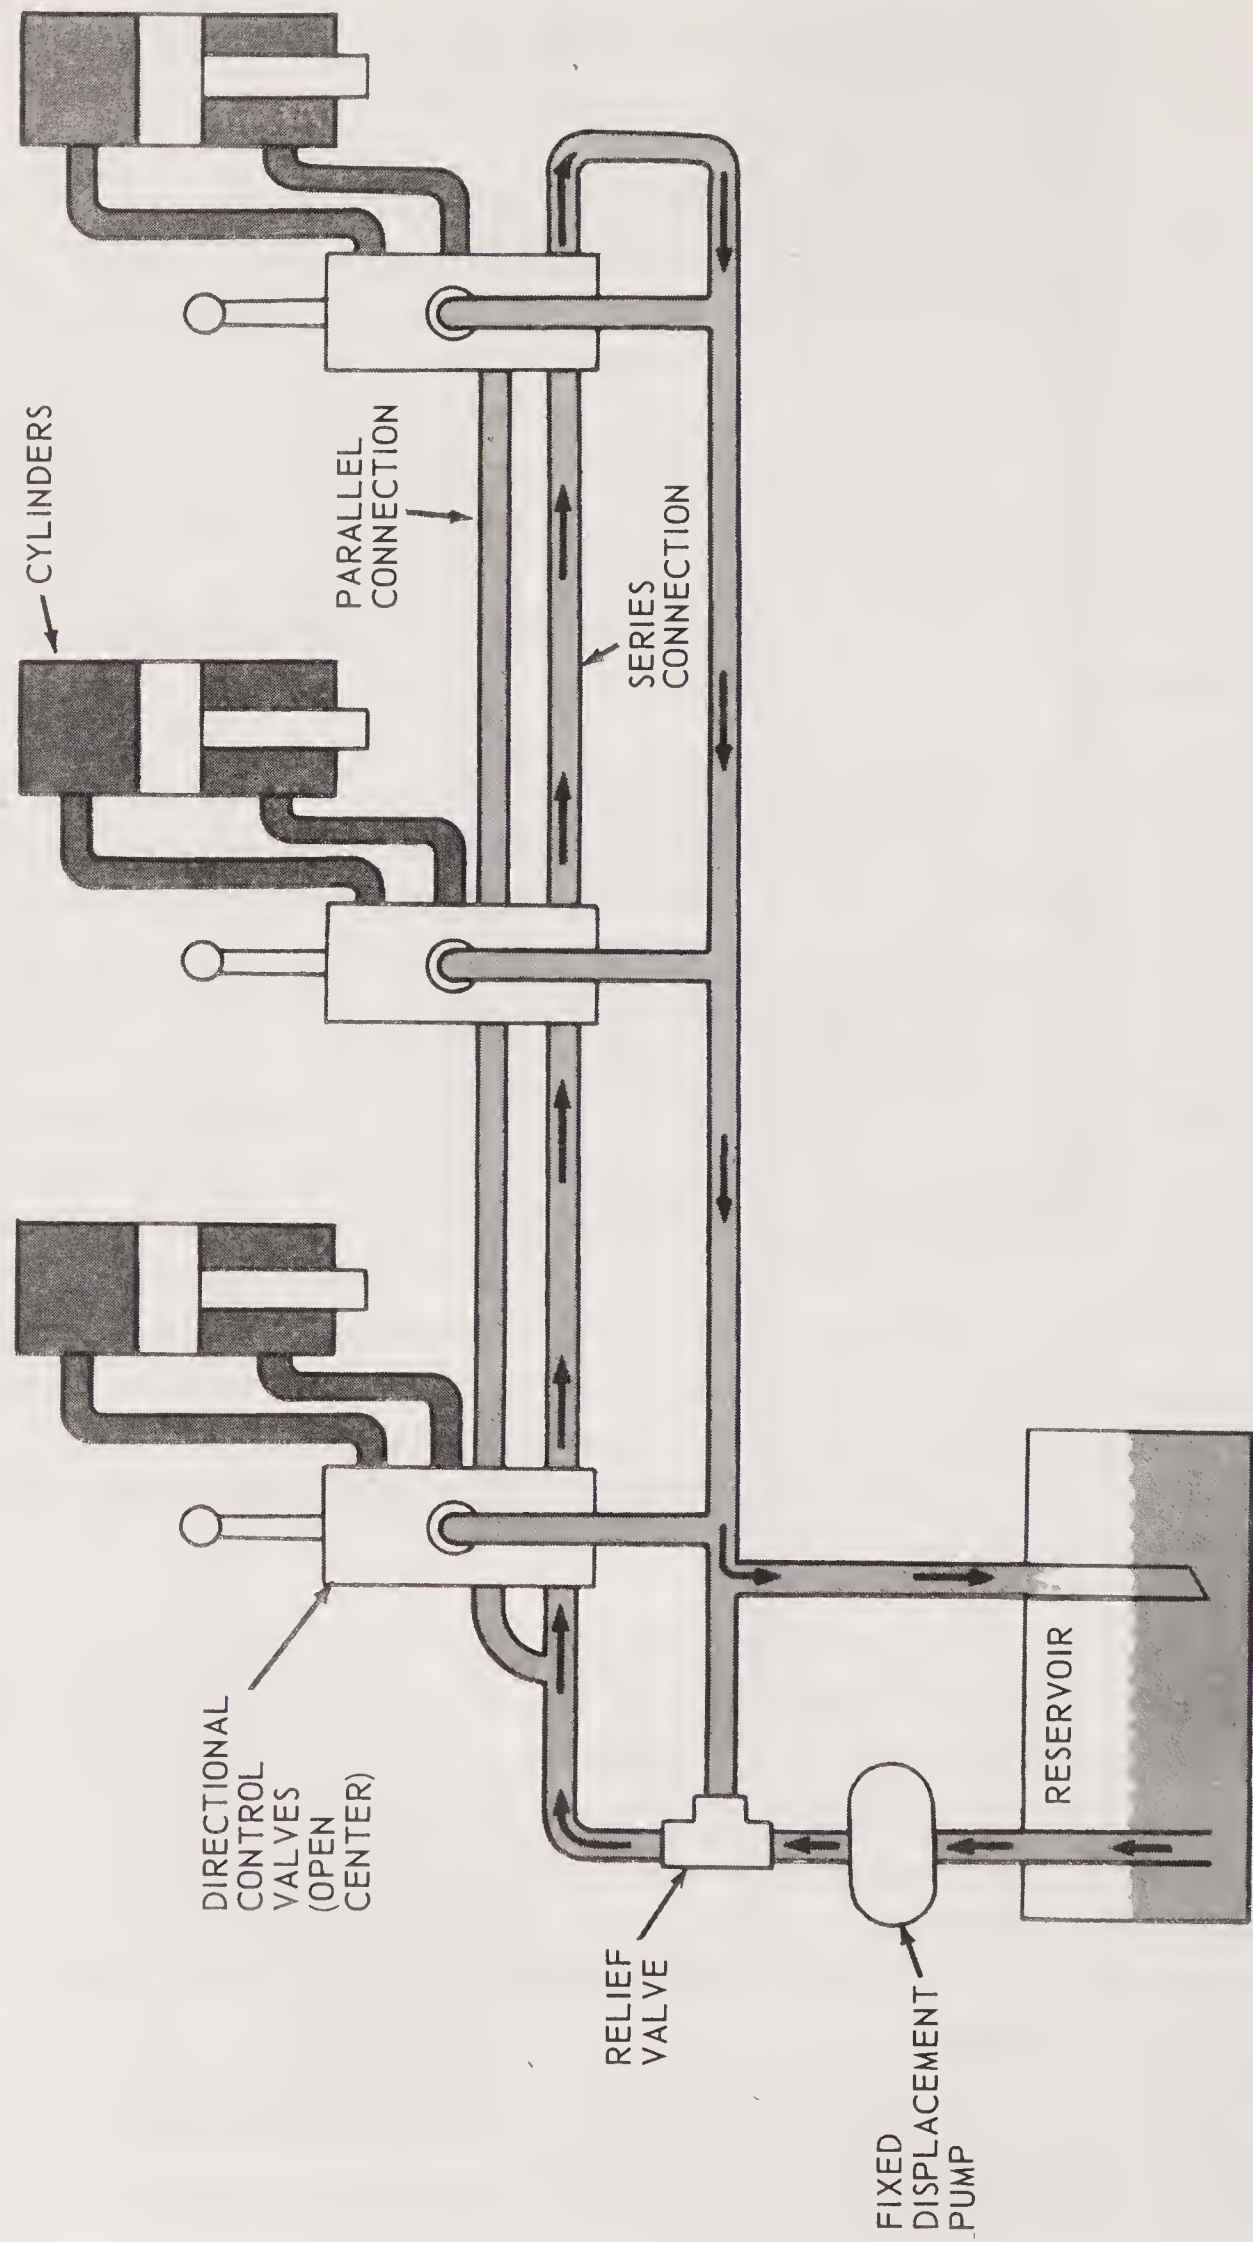 CYLINDERS
PARALLEL
CONNECTION
SERIES
CONNECTION
DIRECTIONAL
CONTROL
VALVES
(OPEN
CENTER)
RELIEF
VALVE
FIXED
DISPLACEMENT
PUMP
RESERVOIR